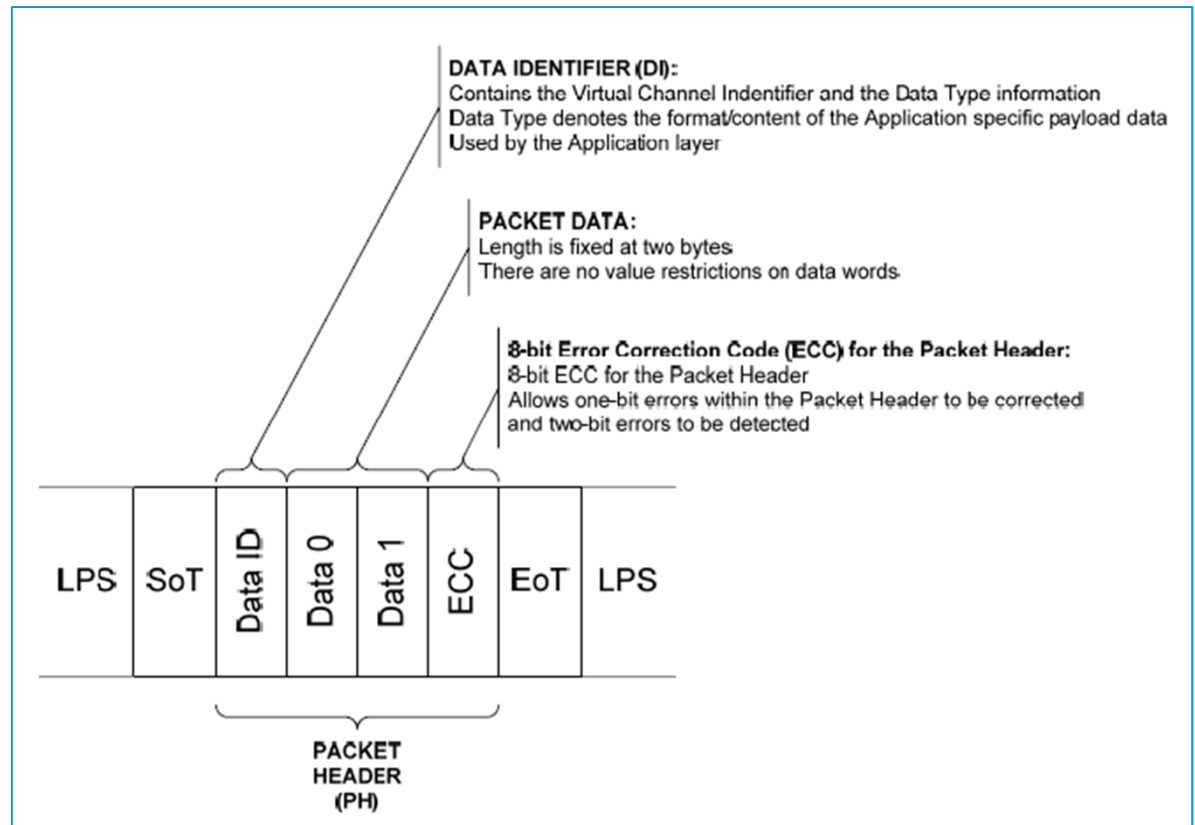 DATA IDENTIFIER (DI):
Contains the Virtual Channel Indentifier and the Data Type information
Data Type denotes the format/content of the Application specific payload data
Used by the Application layer
PACKET DATA:
Length is fixed at two bytes
There are no value restrictions on data words
8-bit Error Correction Code (ECC) for the Packet Header:
8-bit ECC for the Packet Header
Allows one-bit errors within the Packet Header to be corrected
and two-bit errors to be detected
LPS
SoT
Data ID
Data 0
Data 1
ECC
EoT
LPS
PACKET
HEADER
(PH)